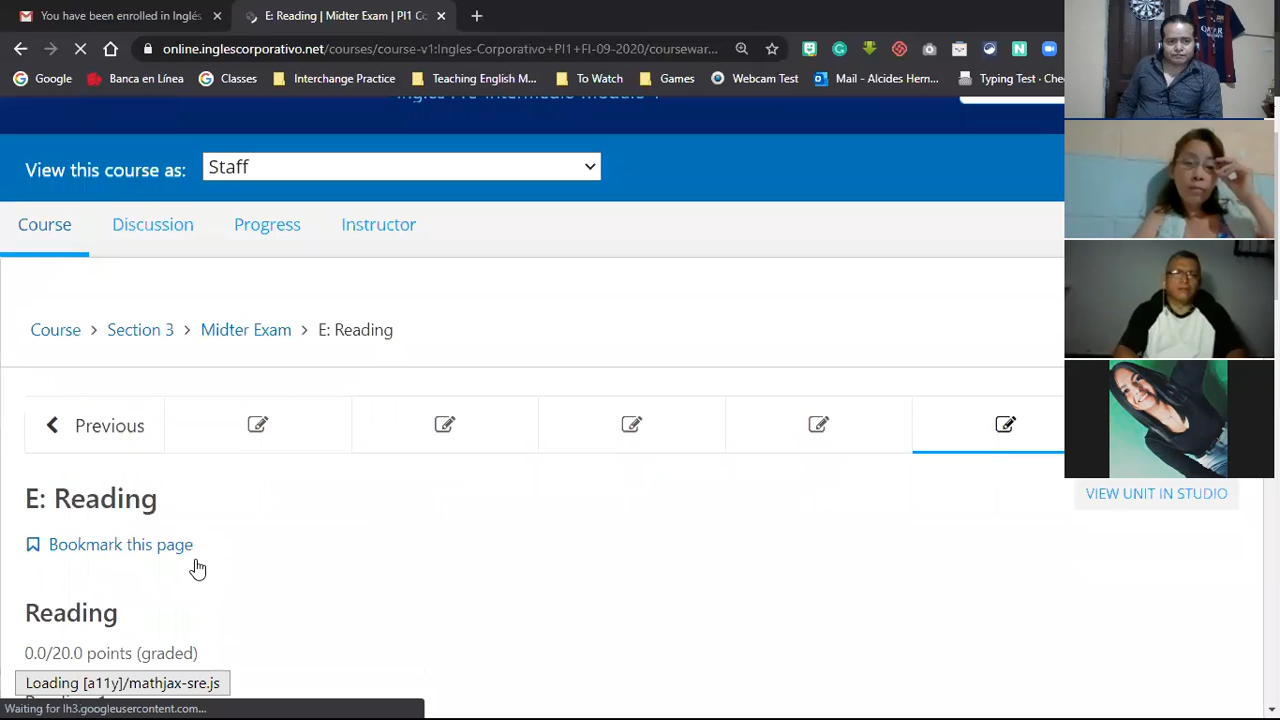 You have been enrolled in Inglés
E: Reading | Midter Exam | PI1 Co
online.inglescorporativo.net/courses/course-v1:InglesCorporativo+PI1+FI-09-2020/coursewar...
Google
Banca en Línea
Classes
Interchange Practice
Teaching English M...
To Watch
Games
Webcam Test
Mail - Alcides Hern...
Typing Test - Che
View this course as:
Staff
Course
Discussion
Progress
Instructor
Course > Section 3 > Midter Exam > E: Reading
Previous
E: Reading
VIEW UNIT IN STUDIO
Bookmark this page
Reading
0.0/20.0 points (graded)
Loading [a11y]/mathjax-sre.js
Waiting for lh3.googleusercontent.com...
QATAR